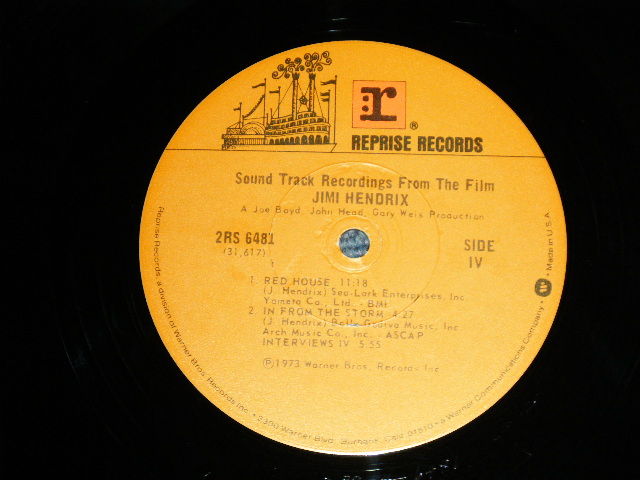 r ®
REPRISE RECORDS
Sound Track Recordings From The Film
JIMI HENDRIX
A Joe Boyd, John Head, Gary Weis Production
2RS 6481
(31,617)
SIDE
IV
1. RED HOUSE 11:18
(J. Hendrix) Sea-Lark Enterprises, Inc.
Yameta Co., Ltd. - BMI
2. IN FROM THE STORM 4:27
(J. Hendrix) Bella Godiva Music, Inc.
Arch Music Co., Inc. - ASCAP
INTERVIEWS IV 5:55
Ⓟ1973 Warner Bros. Records Inc.
Reprise Records, a division of Warner Bros. Records Inc. • 3300 Warner Blvd., Burbank, Calif. 91510 • a Warner Communications Company • W • Made in U.S.A.